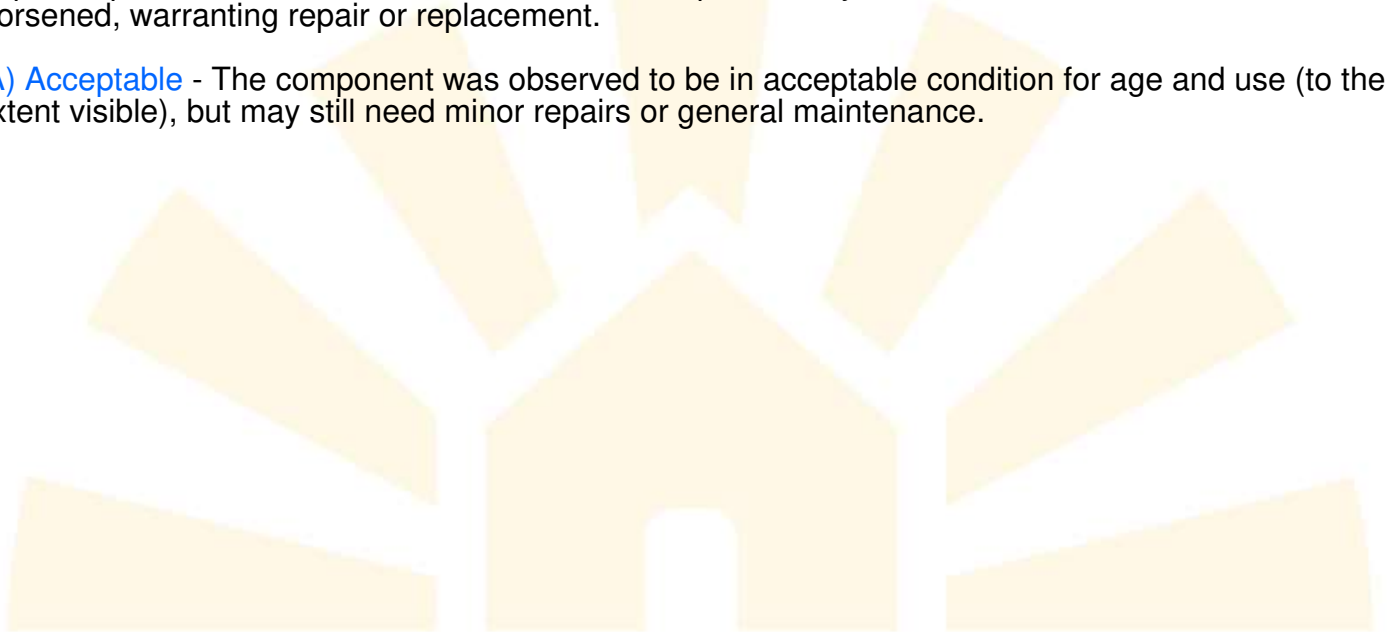 orsened, warranting repair or replacement.
) Acceptable - The component was observed to be in acceptable condition for age and use (to the
xtent visible), but may still need minor repairs or general maintenance.